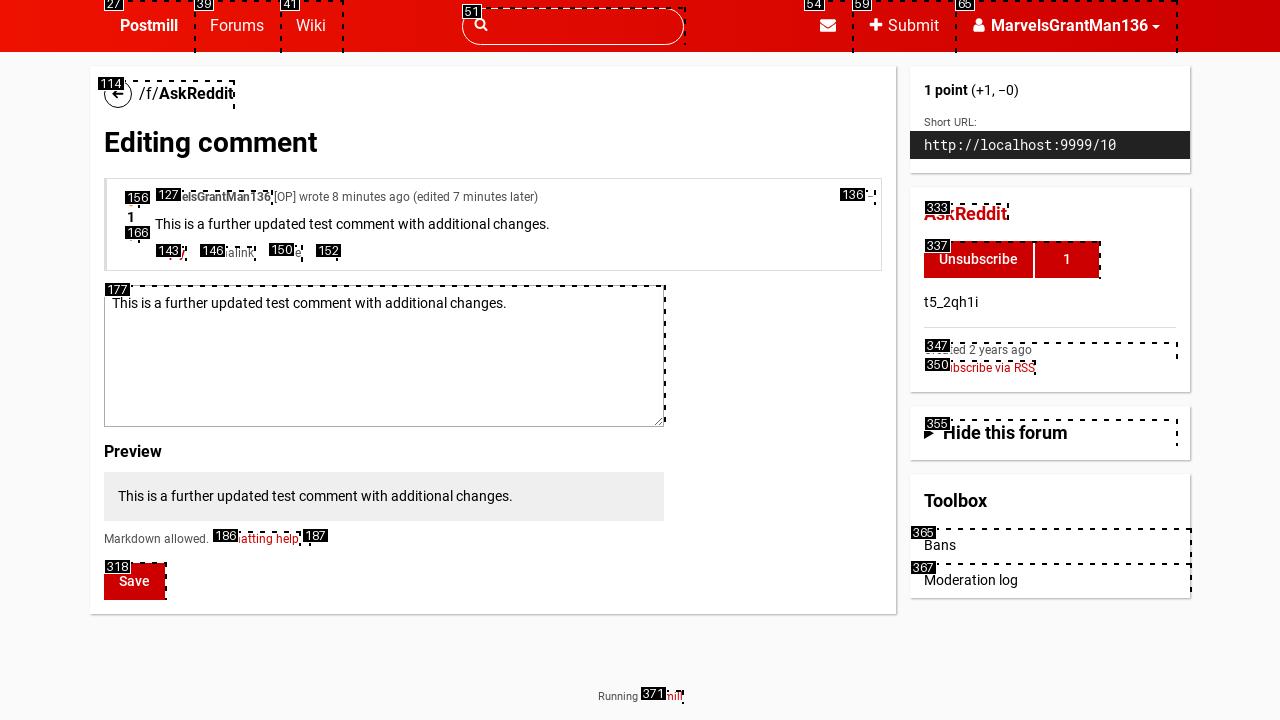 27
39
41
51
54
59
65
Postmill
Forums
Wiki
Submit
MarvelsGrantMan136
114
/f/AskReddit
Editing comment
156
127
elsGrantMan136 [OP] wrote 8 minutes ago (edited 7 minutes later)
136
1
This is a further updated test comment with additional changes.
166
143
146
alink
150
152
177
This is a further updated test comment with additional changes.
Preview
This is a further updated test comment with additional changes.
Markdown allowed.
186
atting help
187
318
Save
1 point (+1, −0)
Short URL:
http://localhost:9999/10
333
AskReddit
337
Unsubscribe
1
t5_2qh1i
347
Created 2 years ago
350
bscribe via RSS
355
Hide this forum
Toolbox
365
Bans
367
Moderation log
Running
371
mill